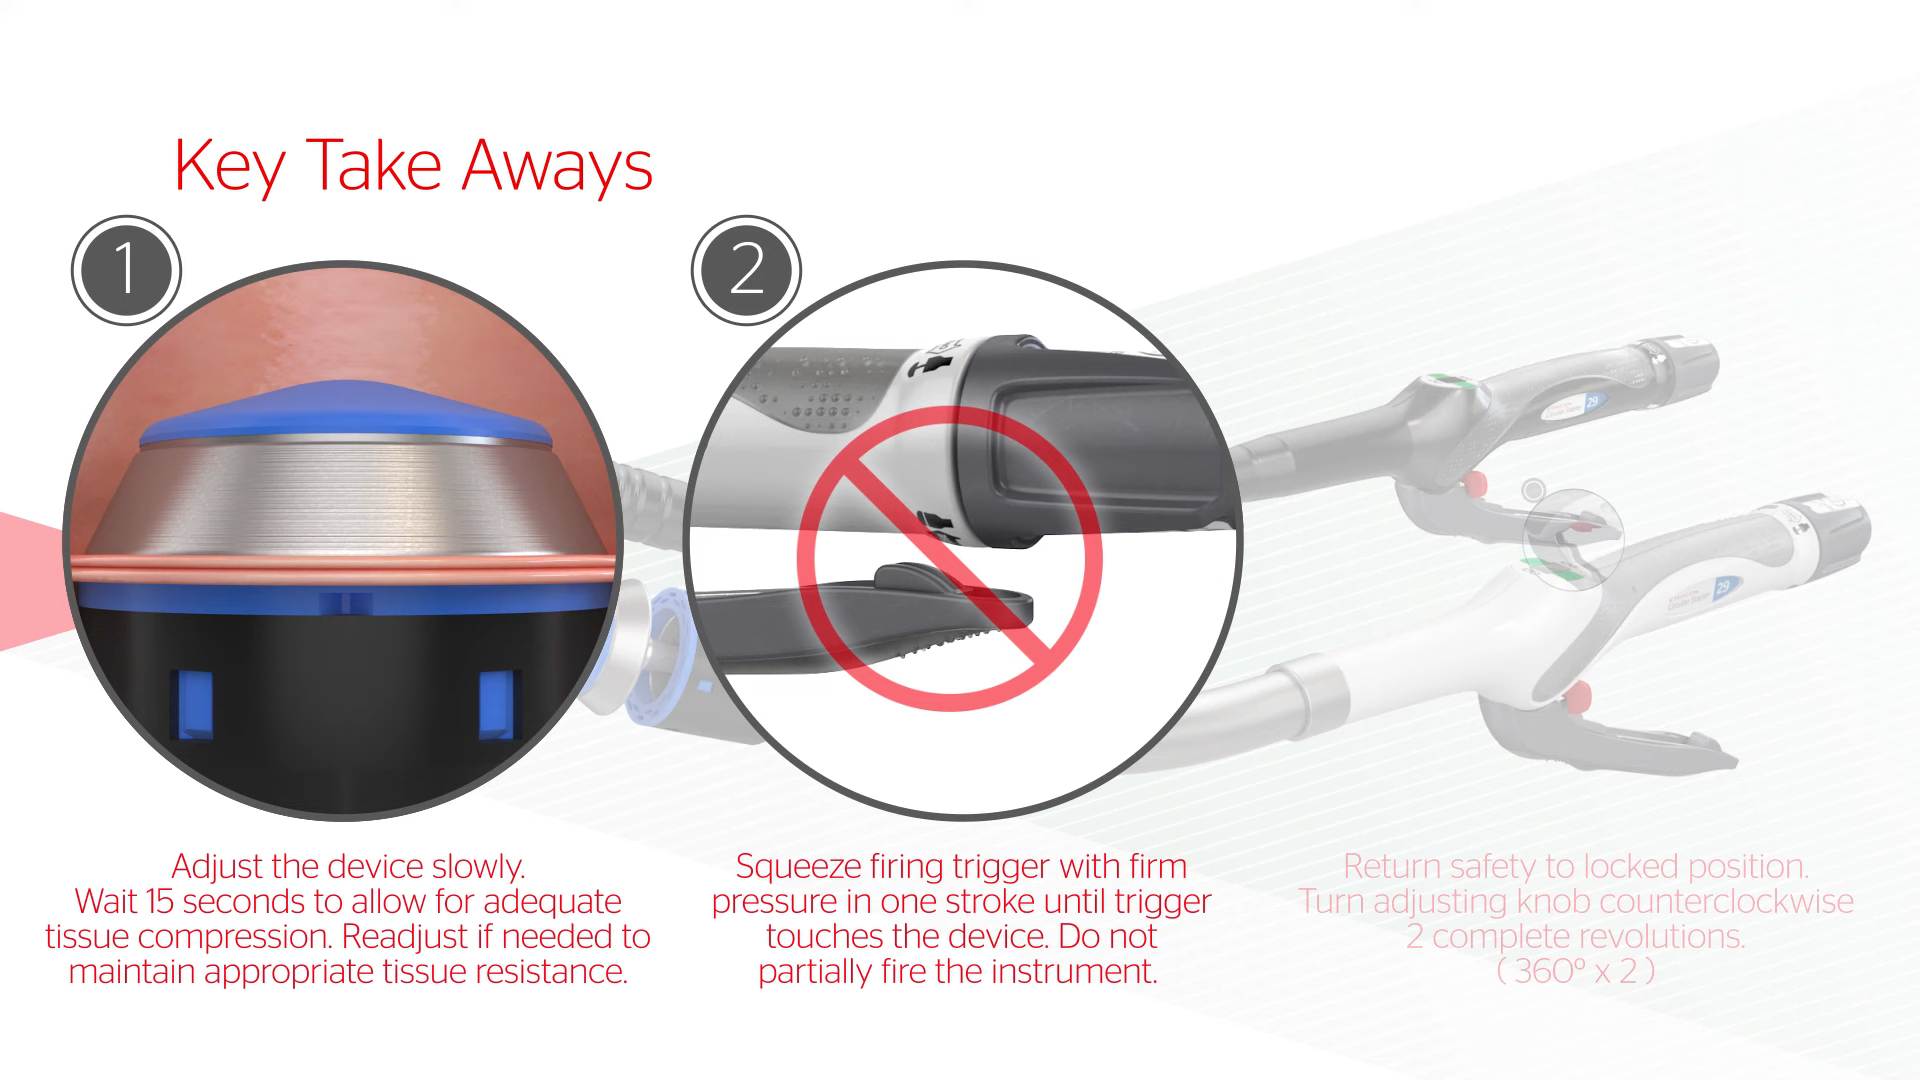 Key Take Aways
1
2
Adjust the device slowly.
Wait 15 seconds to allow for adequate
tissue compression. Readjust if needed to
maintain appropriate tissue resistance.
Squeeze firing trigger with firm
pressure in one stroke until trigger
touches the device. Do not
partially fire the instrument.
Return safety to locked position.
Turn adjusting knob counterclockwise
2 complete revolutions.
( 360º x 2 )
29
29